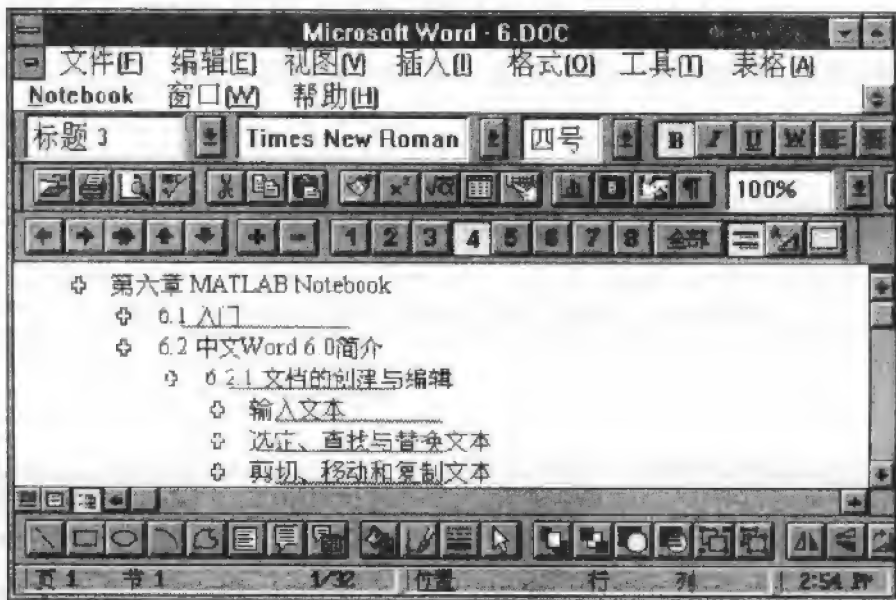 Microsoft Word - 6.DOC
文件(F) 编辑(E) 视图(V) 插入(I) 格式(O) 工具(T) 表格(A)
Notebook 窗口(W) 帮助(H)
标题 3 Times New Roman 四号 B I U W
100%
1 2 3 4 5 6 7 8 全部
第六章 MATLAB Notebook
6.1 入门
6.2 中文Word 6.0简介
6.2.1 文档的创建与编辑
输入文本
选定、查找与替换文本
剪切、移动和复制文本
页 1 节 1 1/32 位置 行 列 2:54